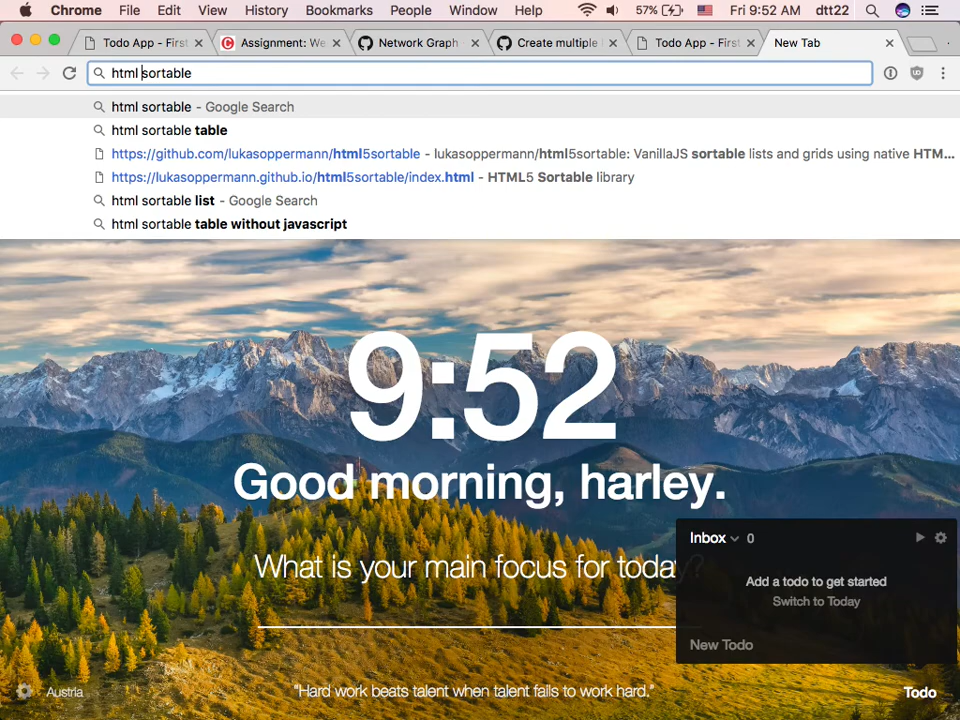 Chrome File Edit View History Bookmarks People Window Help 57% Fri 9:52 AM dtt22
Todo App - First Assignment: We Network Graph Create multiple Todo App - First New Tab
html sortable
html sortable - Google Search
html sortable table
https://github.com/lukasoppermann/html5sortable - lukasoppermann/html5sortable: VanillaJS sortable lists and grids using native HTM...
https://lukasoppermann.github.io/html5sortable/index.html - HTML5 Sortable library
html sortable list - Google Search
html sortable table without javascript
9:52
Good morning, harley.
What is your main focus for today?
Inbox 0
Add a todo to get started
Switch to Today
New Todo
Austria
"Hard work beats talent when talent fails to work hard."
Todo